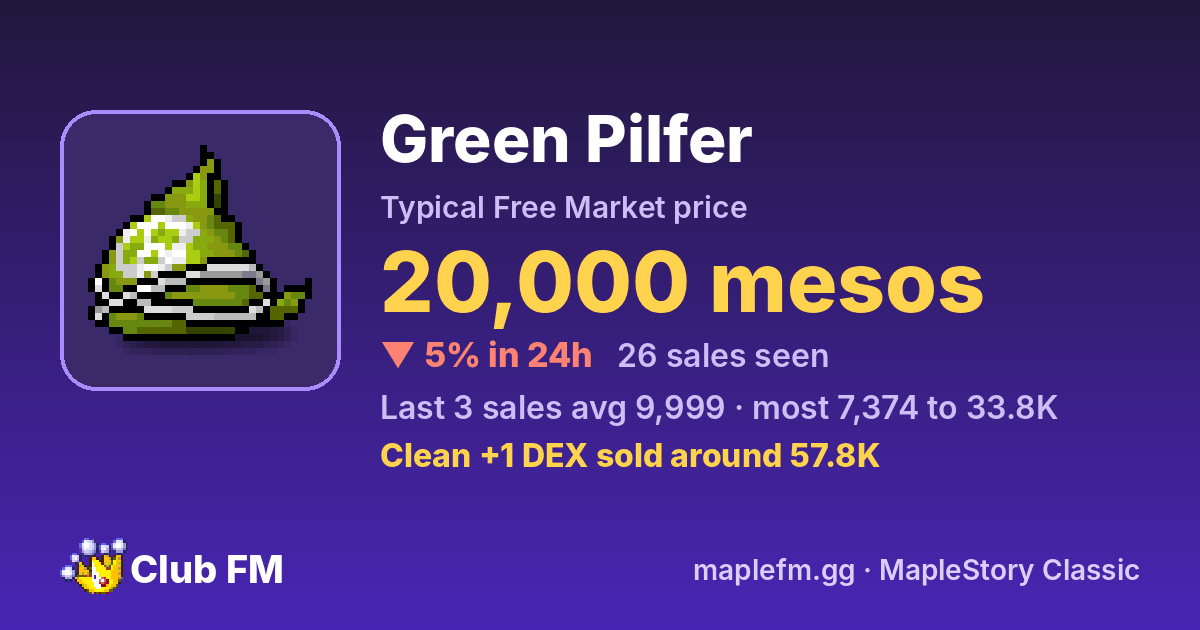 Green Pilfer
Typical Free Market price
20,000 mesos
▼ 5% in 24h 26 sales seen
Last 3 sales avg 9,999 · most 7,374 to 33.8K
Clean +1 DEX sold around 57.8K
Club FM
maplefm.gg · MapleStory Classic